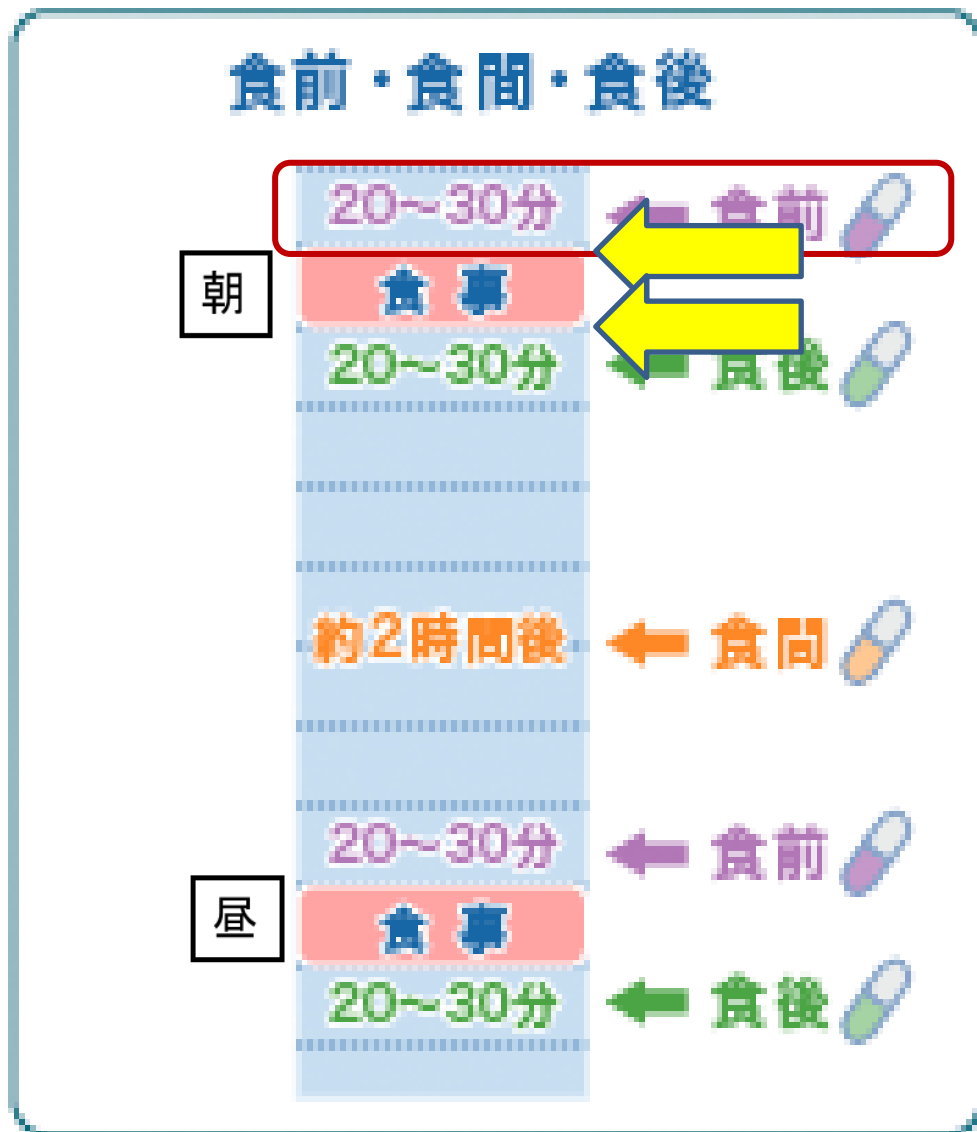 食前・食間・食後
20〜30分 食前
朝 食事
20〜30分 食後
約2時間後 食間
20〜30分 食前
昼 食事
20〜30分 食後